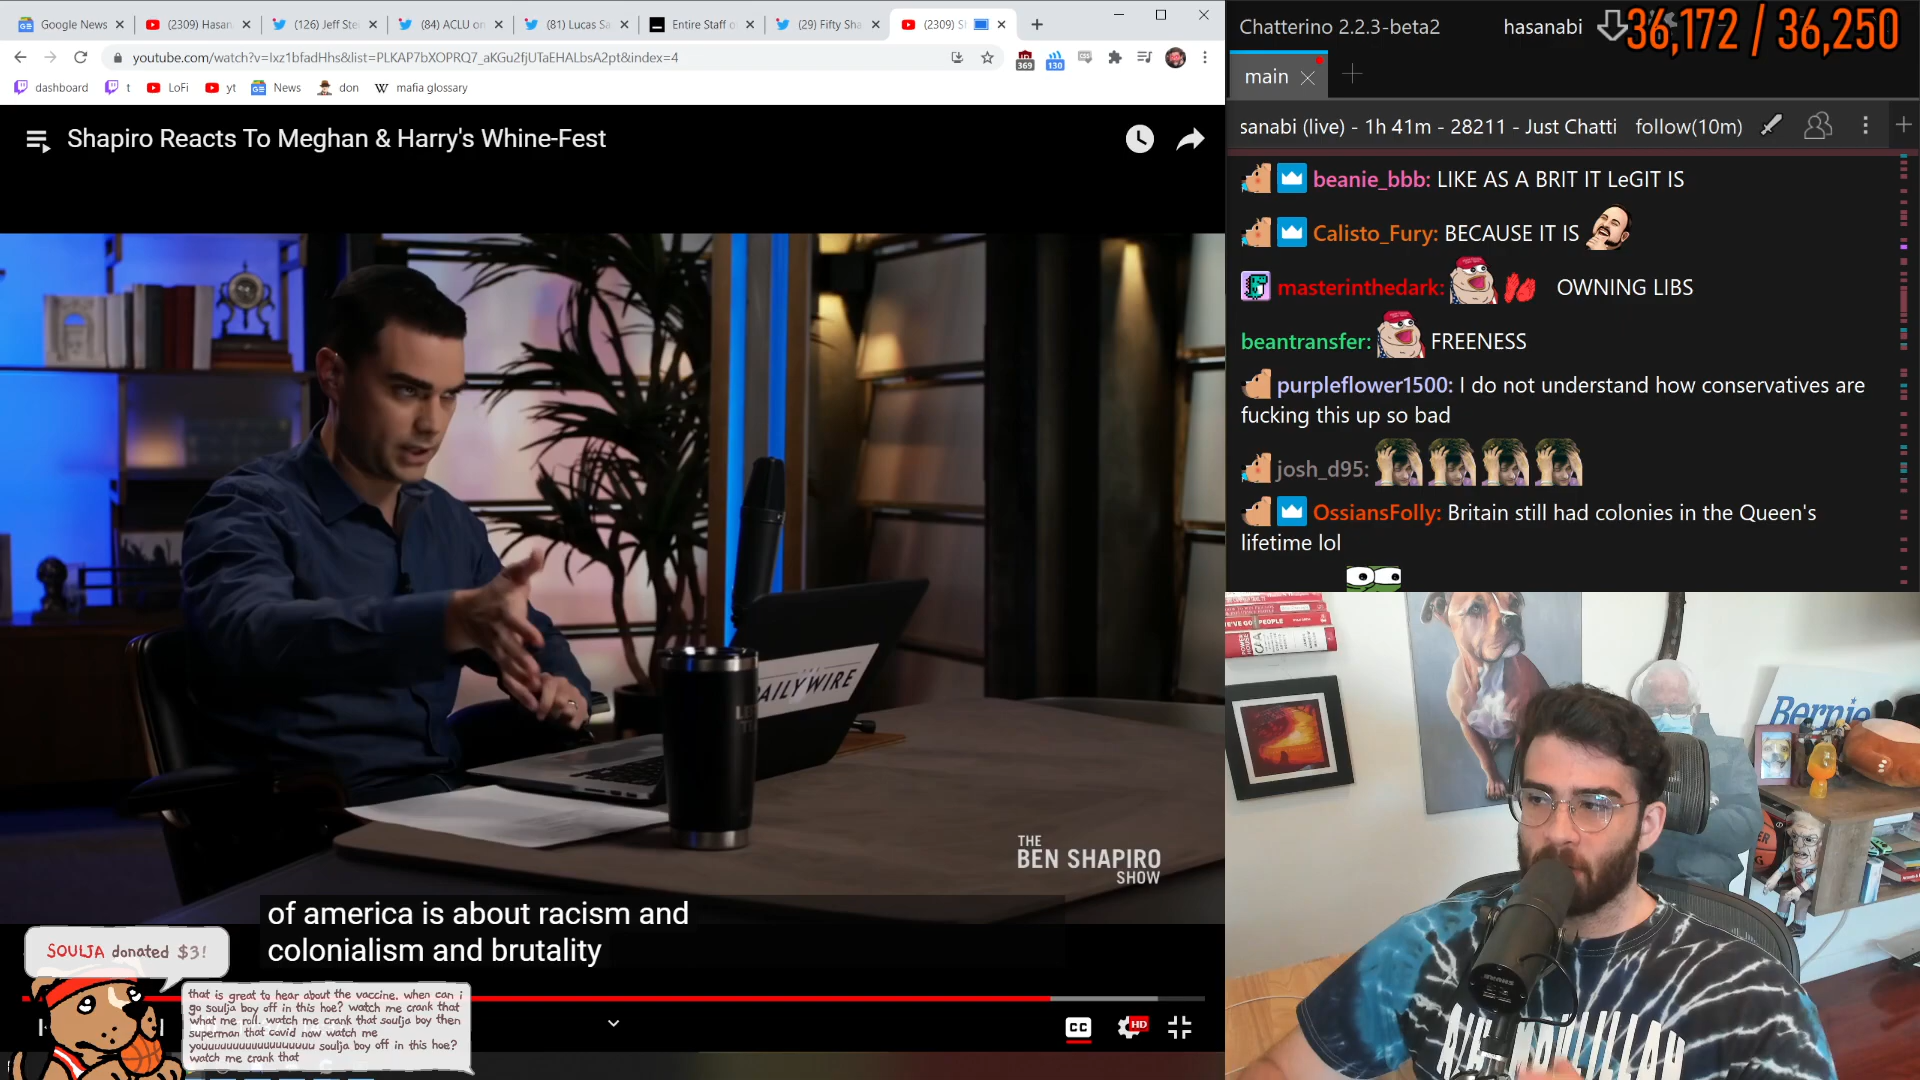 Google News
(2309) Hasan
(126) Jeff Ste
(84) ACLU on
(81) Lucas Sa
Entire Staff o
(29) Fifty Sha
(2309) S
youtube.com/watch?v=Ixz1bfadHhs&list=PLKAP7bXOPRQ7_aKGu2fjUTaEHALbsA2pt&index=4
369
130
dashboard
t
LoFi
yt
News
don
mafia glossary
Shapiro Reacts To Meghan & Harry's Whine-Fest
DAILYWIRE
THE
BEN SHAPIRO
SHOW
of america is about racism and
colonialism and brutality
SOULJA donated $3!
that is great to hear about the vaccine. when can i
go soulja boy off in this hoe? watch me crank that
what me roll. watch me crank that soulja boy then
superman that covid now watch me
youuuuuuuuuuuuuuuuu soulja boy off in this hoe?
watch me crank that
CC
HD
Chatterino 2.2.3-beta2
hasanabi
36,172 / 36,250
main
sanabi (live) - 1h 41m - 28211 - Just Chatti
follow(10m)
beanie_bbb: LIKE AS A BRIT IT LeGIT IS
Calisto_Fury: BECAUSE IT IS
masterinthedark: OWNING LIBS
beantransfer: FREENESS
purpleflower1500: I do not understand how conservatives are
fucking this up so bad
josh_d95:
OssiansFolly: Britain still had colonies in the Queen's
lifetime lol
PEOPLE
Bernie